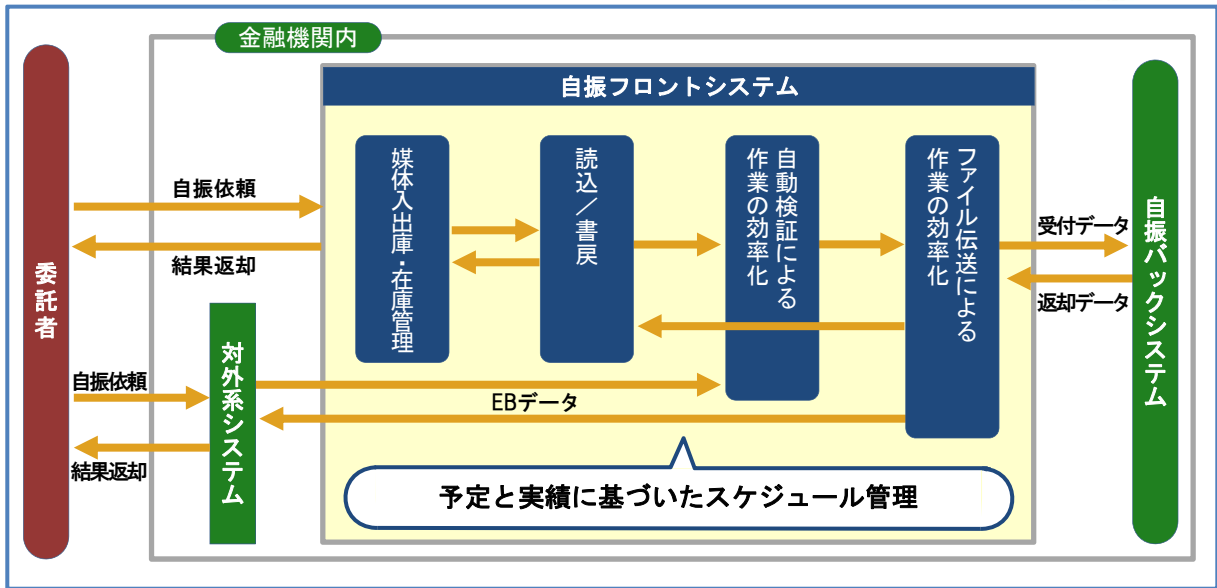 金融機関内
自振フロントシステム
委託者
自振依頼
結果返却
自振依頼
結果返却
対外系システム
媒体入出庫・在庫管理
読込／書戻
自動検証による
作業の効率化
ファイル伝送による
作業の効率化
EBデータ
受付データ
返却データ
自振バックシステム
予定と実績に基づいたスケジュール管理